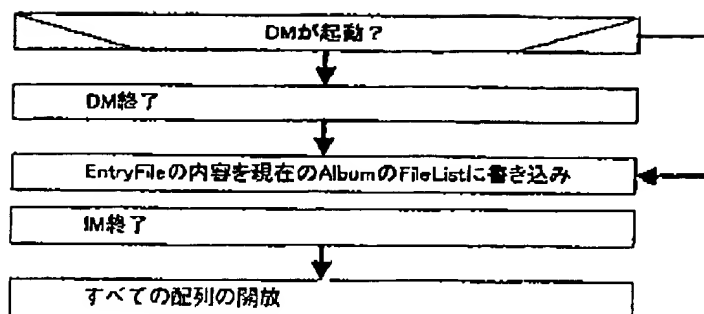 DMが起動？
DM終了
EntryFileの内容を現在のAlbumのFileListに書き込み
IM終了
すべての配列の開放